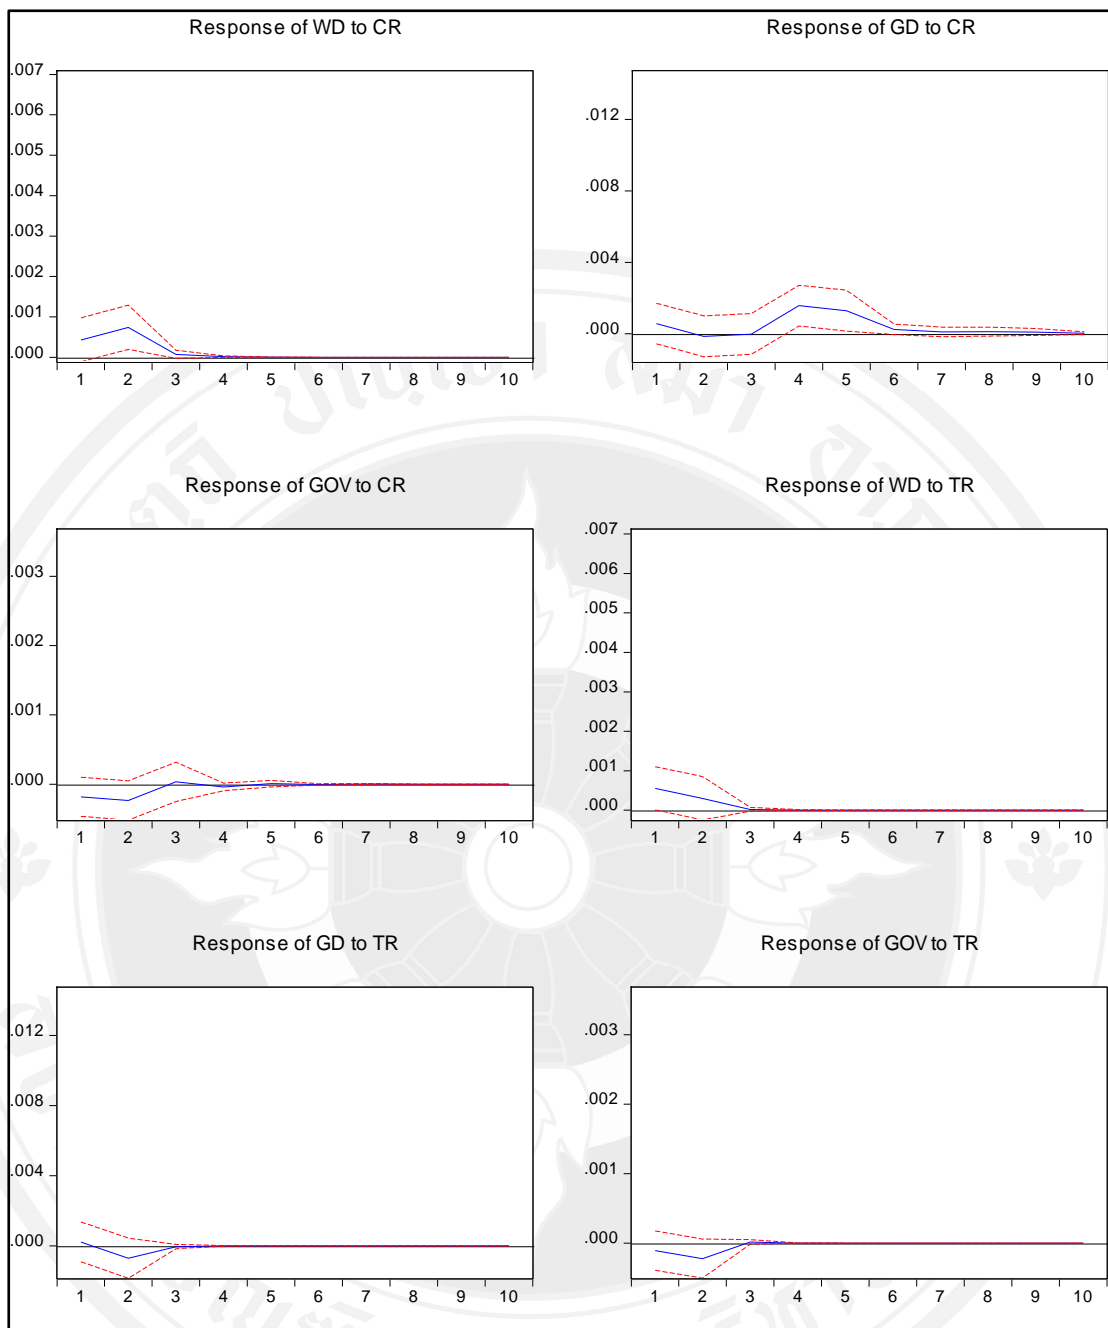 Response of WD to CR
.007
.006
.005
.004
.003
.002
.001
.000
1 2 3 4 5 6 7 8 9 10
Response of GD to CR
.012
.008
.004
.000
1 2 3 4 5 6 7 8 9 10
Response of GOV to CR
.003
.002
.001
.000
1 2 3 4 5 6 7 8 9 10
Response of WD to TR
.007
.006
.005
.004
.003
.002
.001
.000
1 2 3 4 5 6 7 8 9 10
Response of GD to TR
.012
.008
.004
.000
1 2 3 4 5 6 7 8 9 10
Response of GOV to TR
.003
.002
.001
.000
1 2 3 4 5 6 7 8 9 10